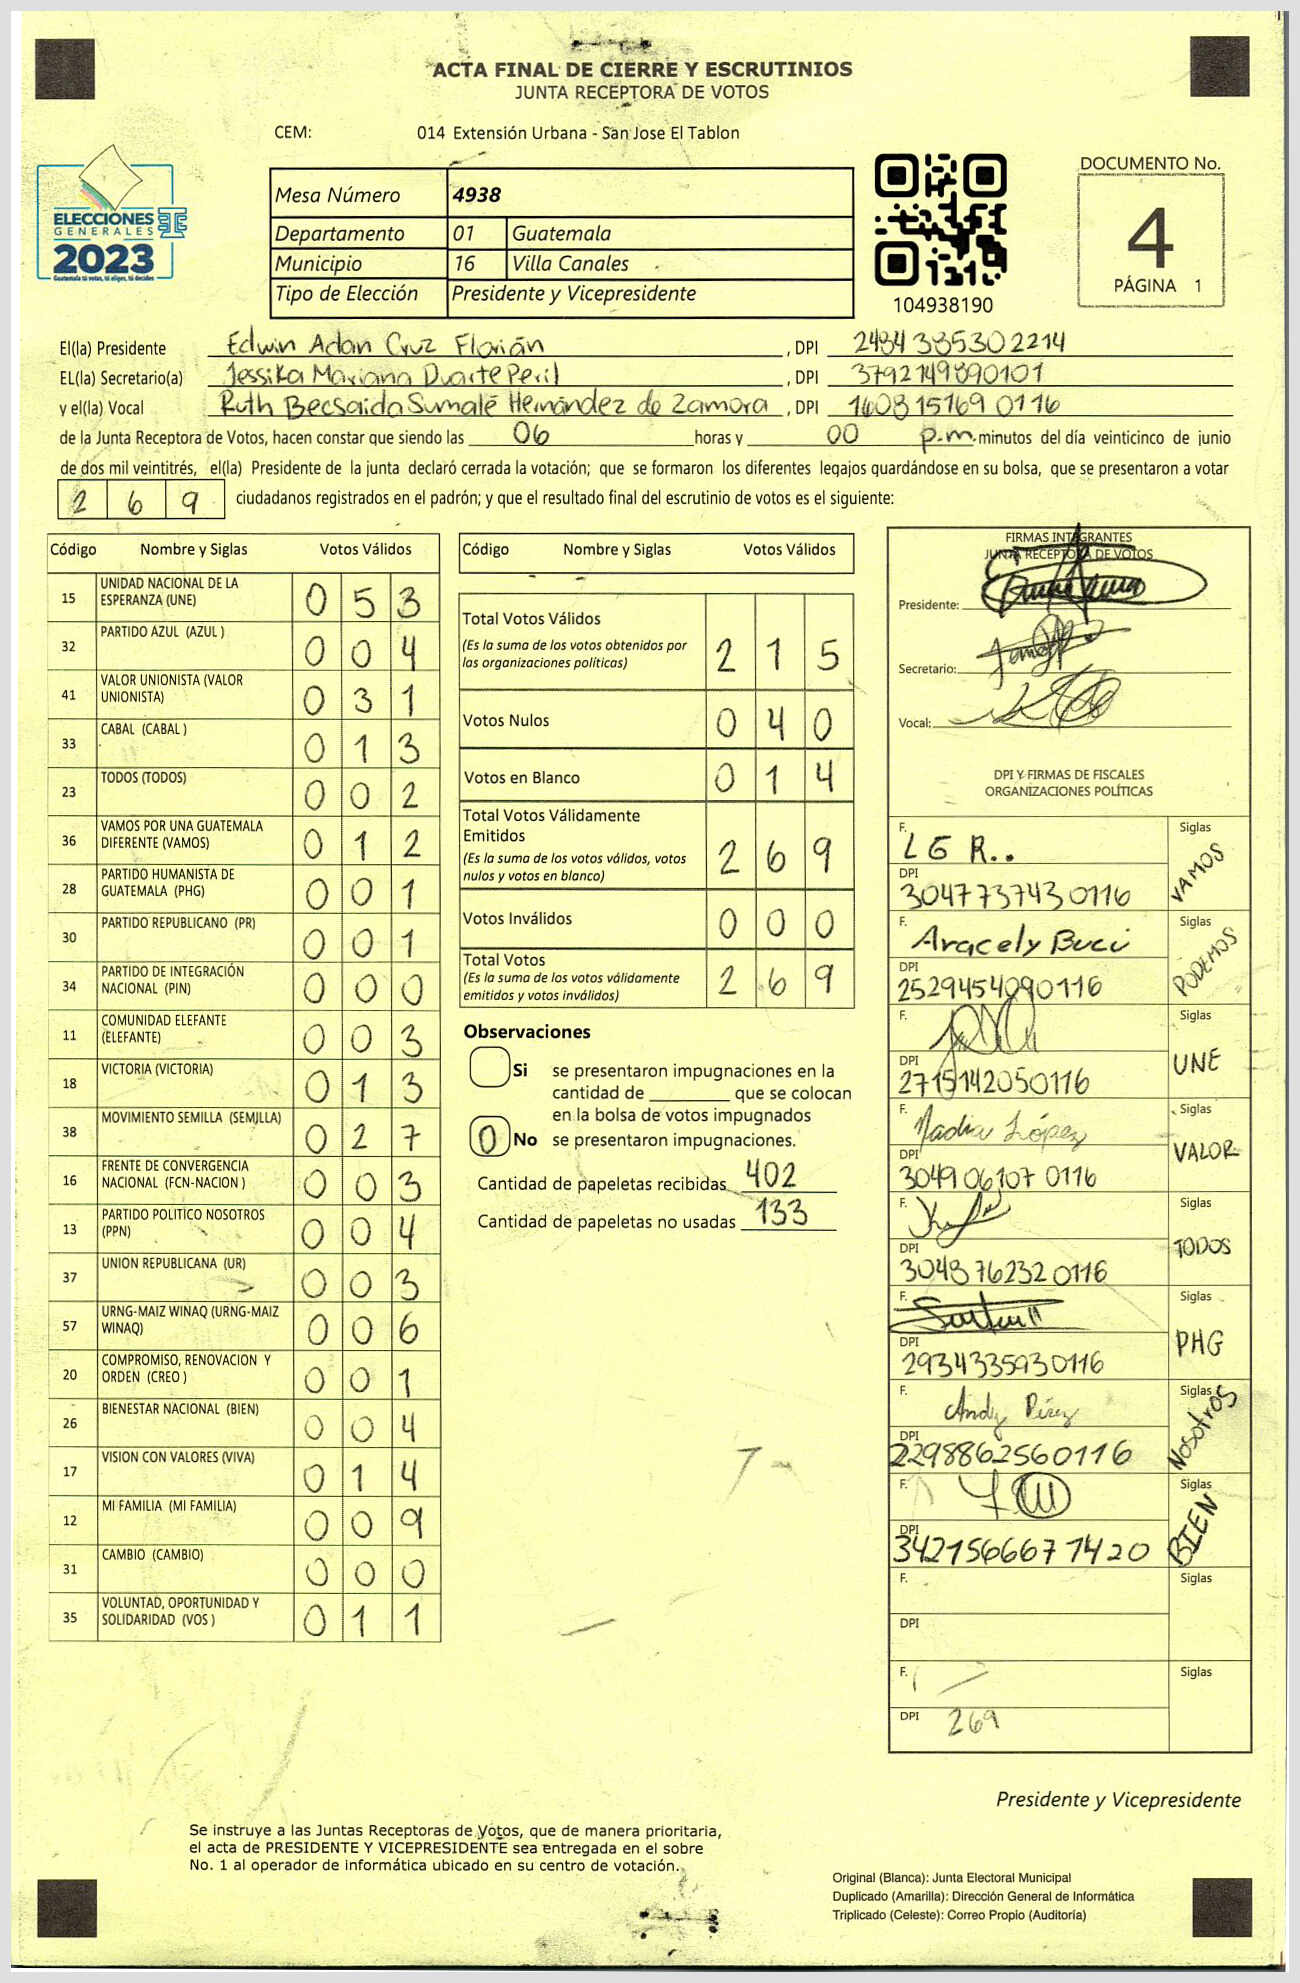 ACTA FINAL DE CIERRE Y ESCRUTINIOS
JUNTA RECEPTORA DE VOTOS
CEM: 014 Extensión Urbana - San Jose El Tablon
ELECCIONES
GENERALES
2023
Guatemala tú votas, tú eliges, tú decides
Mesa Número 4938
Departamento 01 Guatemala
Municipio 16 Villa Canales
Tipo de Elección Presidente y Vicepresidente
104938190
DOCUMENTO No.
4
PÁGINA 1
El(la) Presidente Edwin Adan Cruz Florián, DPI 2484 385302214
EL(la) Secretario(a) Jessika Mariana Duarte Peril, DPI 3792149890101
y el(la) Vocal Ruth Becsaida Sumalé Hernández de Zamora, DPI 160815169 0116
de la Junta Receptora de Votos, hacen constar que siendo las 06 horas y 00 p.m. minutos del día veinticinco de junio
de dos mil veintitrés, el(la) Presidente de la junta declaró cerrada la votación; que se formaron los diferentes legajos guardándose en su bolsa, que se presentaron a votar
2 6 9 ciudadanos registrados en el padrón; y que el resultado final del escrutinio de votos es el siguiente:
Código Nombre y Siglas Votos Válidos
15 UNIDAD NACIONAL DE LA ESPERANZA (UNE) 0 5 3
32 PARTIDO AZUL (AZUL ) 0 0 4
41 VALOR UNIONISTA (VALOR UNIONISTA) 0 3 1
33 CABAL (CABAL ) 0 1 3
23 TODOS (TODOS) 0 0 2
36 VAMOS POR UNA GUATEMALA DIFERENTE (VAMOS) 0 1 2
28 PARTIDO HUMANISTA DE GUATEMALA (PHG) 0 0 1
30 PARTIDO REPUBLICANO (PR) 0 0 1
34 PARTIDO DE INTEGRACIÓN NACIONAL (PIN) 0 0 0
11 COMUNIDAD ELEFANTE (ELEFANTE) 0 0 3
18 VICTORIA (VICTORIA) 0 1 3
38 MOVIMIENTO SEMILLA (SEMILLA) 0 2 7
16 FRENTE DE CONVERGENCIA NACIONAL (FCN-NACION ) 0 0 3
13 PARTIDO POLITICO NOSOTROS (PPN) 0 0 4
37 UNION REPUBLICANA (UR) 0 0 3
57 URNG-MAIZ WINAQ (URNG-MAIZ WINAQ) 0 0 6
20 COMPROMISO, RENOVACION Y ORDEN (CREO ) 0 0 1
26 BIENESTAR NACIONAL (BIEN) 0 0 4
17 VISION CON VALORES (VIVA) 0 1 4
12 MI FAMILIA (MI FAMILIA) 0 0 9
31 CAMBIO (CAMBIO) 0 0 0
35 VOLUNTAD, OPORTUNIDAD Y SOLIDARIDAD (VOS ) 0 1 1
Código Nombre y Siglas Votos Válidos
Total Votos Válidos 2 1 5
(Es la suma de los votos obtenidos por
las organizaciones políticas)
Votos Nulos 0 4 0
Votos en Blanco 0 1 4
Total Votos Válidamente
Emitidos 2 6 9
(Es la suma de los votos válidos, votos
nulos y votos en blanco)
Votos Inválidos 0 0 0
Total Votos 2 6 9
(Es la suma de los votos válidamente
emitidos y votos inválidos)
Observaciones
Si se presentaron impugnaciones en la
cantidad de ________ que se colocan
en la bolsa de votos impugnados
0 No se presentaron impugnaciones.
Cantidad de papeletas recibidas 402
Cantidad de papeletas no usadas 133
FIRMAS INTEGRANTES
JUNTA RECEPTORA DE VOTOS
Presidente:
Secretario:
Vocal:
DPI Y FIRMAS DE FISCALES
ORGANIZACIONES POLÍTICAS
F. L G R.. Siglas VAMOS
DPI 3047737430116
F. Aracely Buci Siglas PODEMOS
DPI 2529454090116
F. Siglas UNE
DPI 2715142050116
F. Nadia López Siglas VALOR
DPI 304906107 0116
F. Siglas TODOS
DPI 304876232 0116
F. Siglas PHG
DPI 2934335930116
F. Andy Pérez Siglas NOSOTROS
DPI 2298862560116
F. Siglas BIEN
DPI 3421566671420
F. Siglas
DPI
F. Siglas
DPI 269
Presidente y Vicepresidente
Se instruye a las Juntas Receptoras de Votos, que de manera prioritaria,
el acta de PRESIDENTE Y VICEPRESIDENTE sea entregada en el sobre
No. 1 al operador de informática ubicado en su centro de votación.
Original (Blanca): Junta Electoral Municipal
Duplicado (Amarilla): Dirección General de Informática
Triplicado (Celeste): Correo Propio (Auditoría)